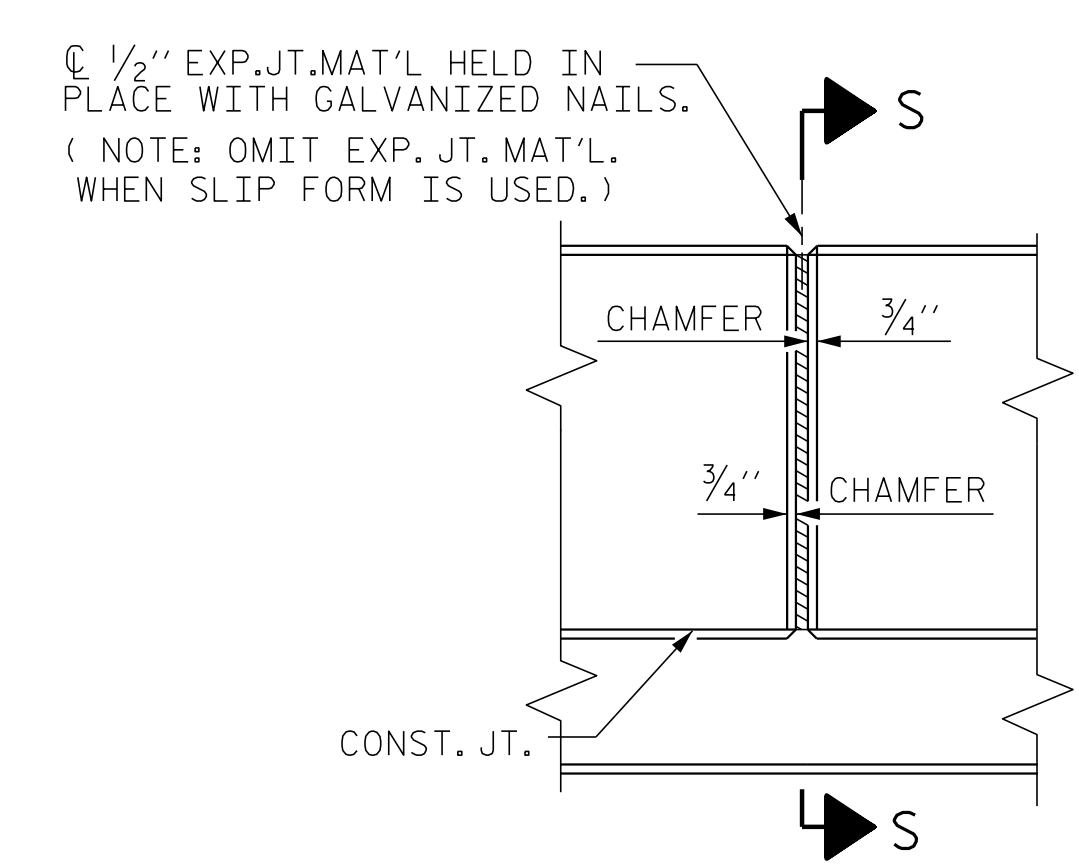 ℄ 1/2'' EXP.JT.MAT'L HELD IN
PLACE WITH GALVANIZED NAILS.
( NOTE: OMIT EXP. JT. MAT'L.
WHEN SLIP FORM IS USED. )
S
CHAMFER
3/4''
3/4''
CHAMFER
CONST. JT.
S